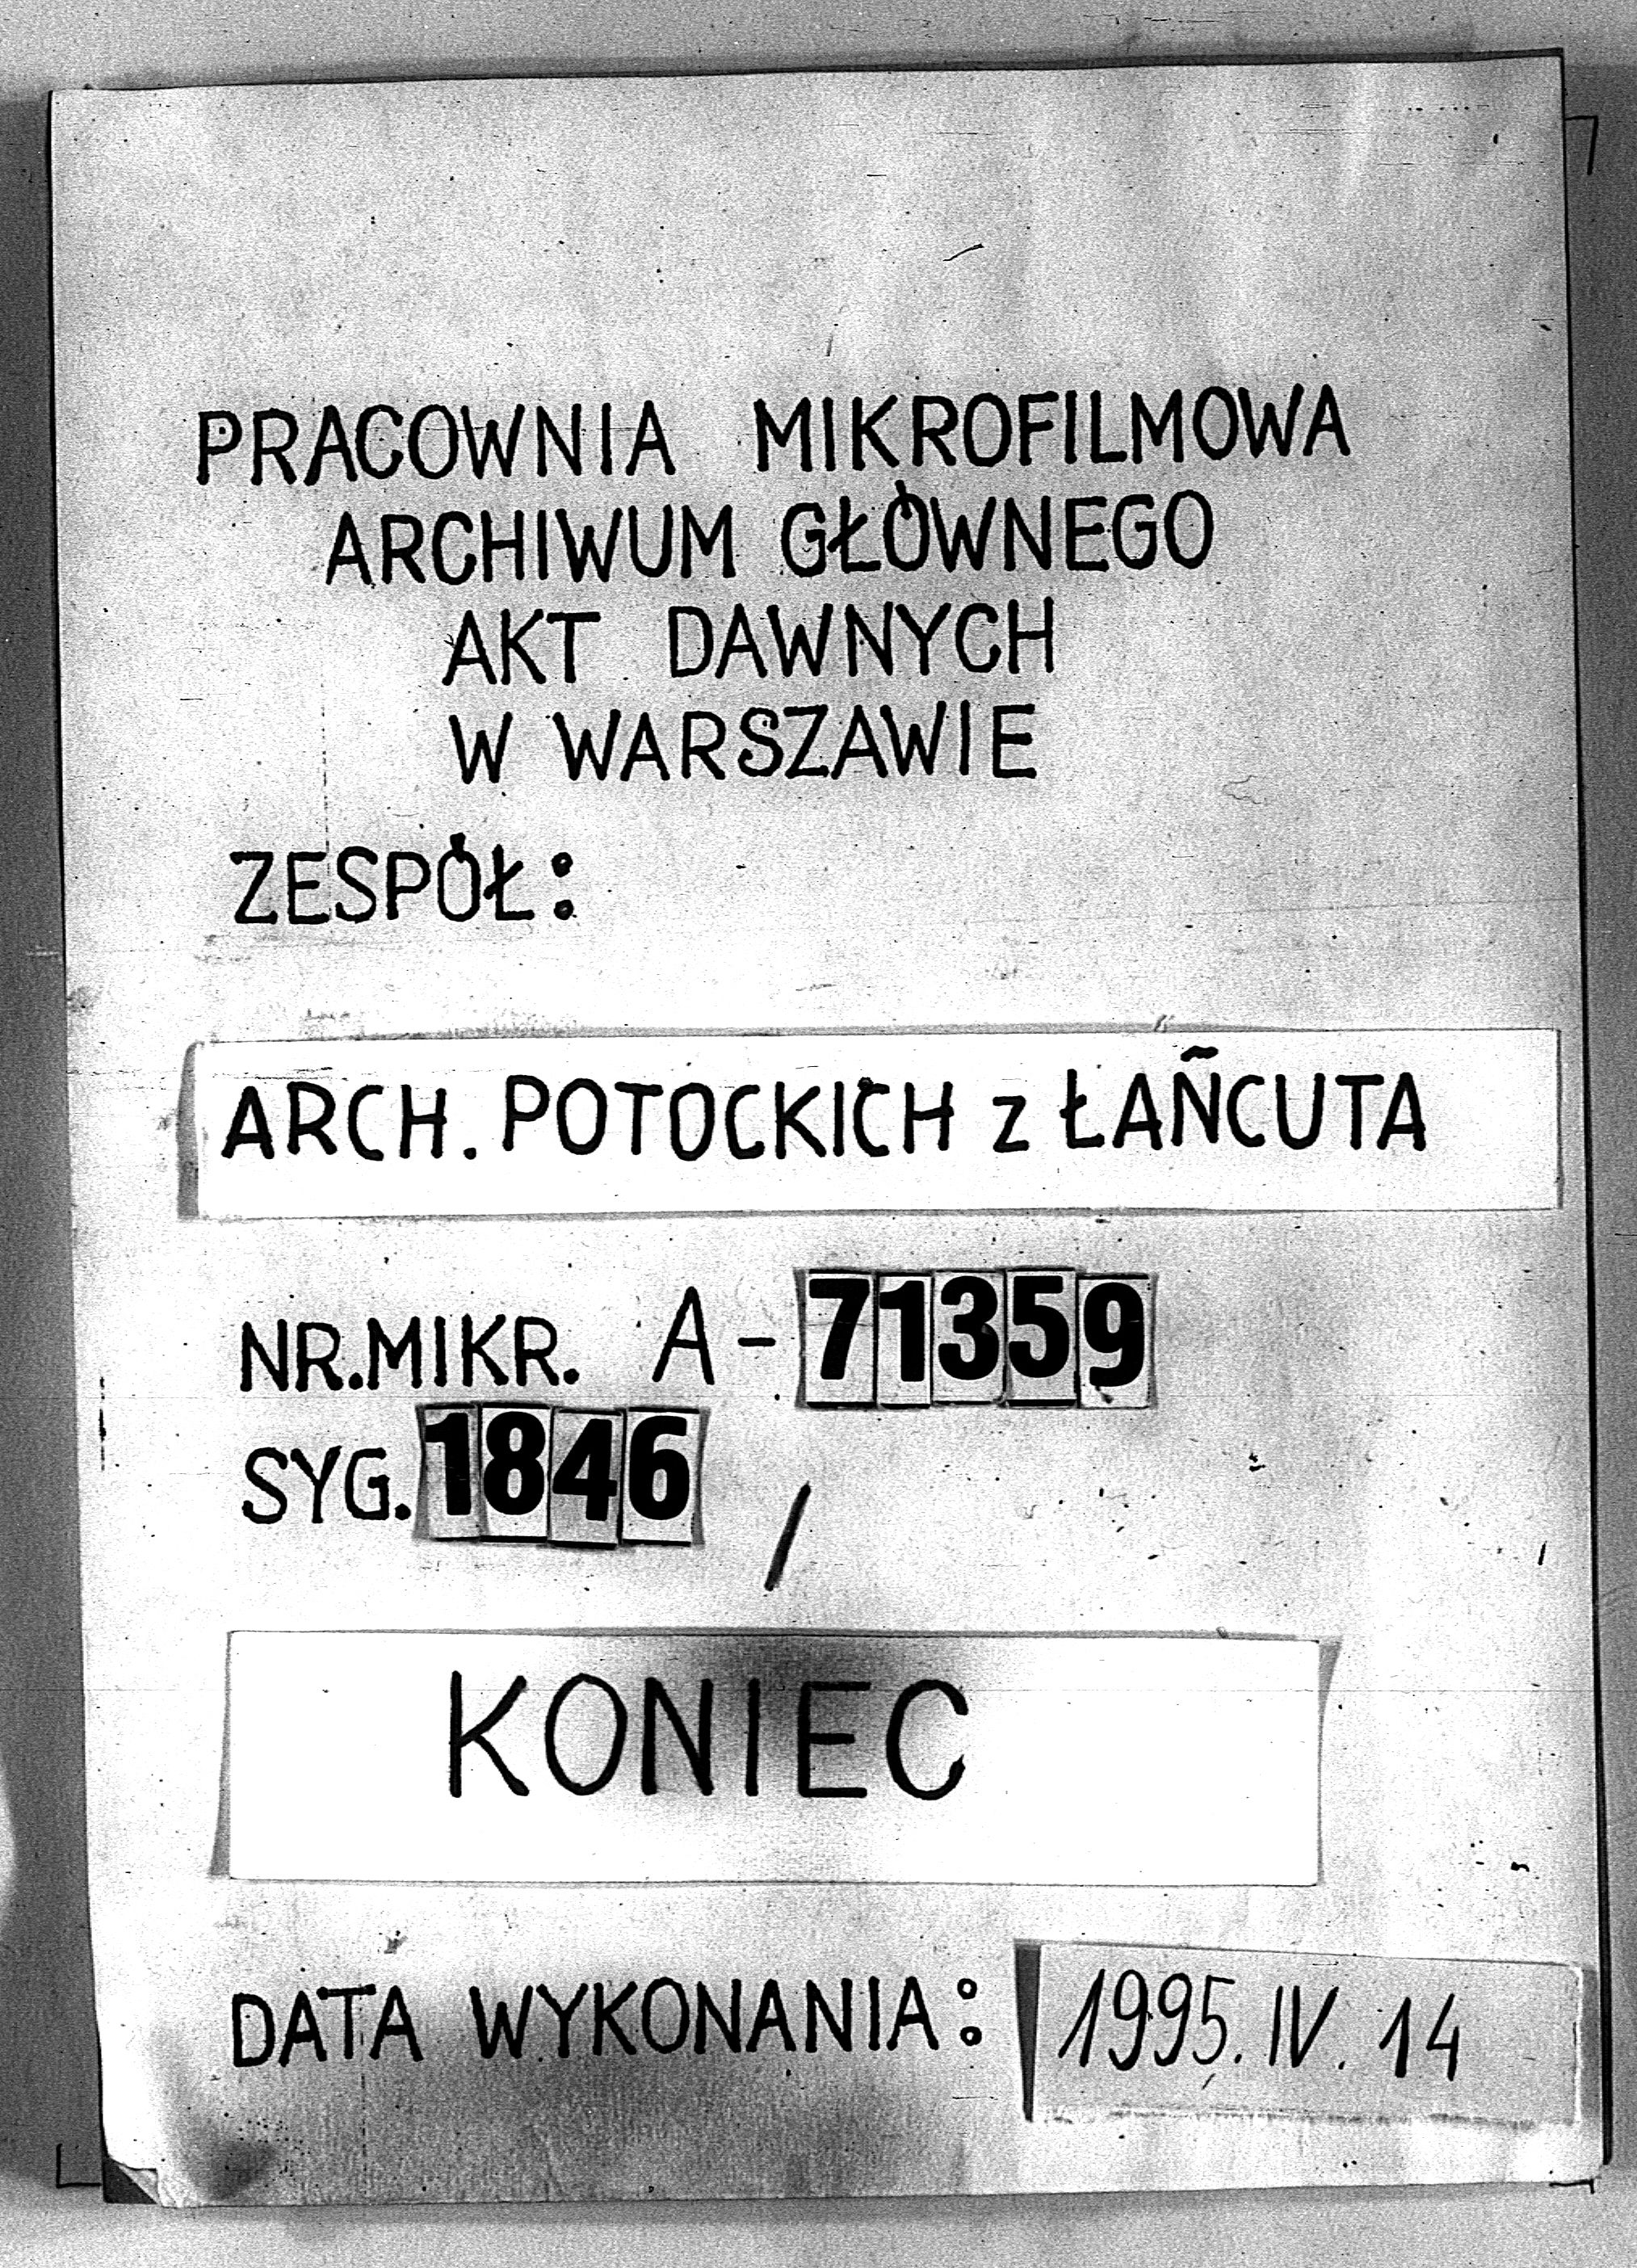 PRACOWNIA MIKROFILMOWA
ARCHIWUM GŁÓWNEGO
AKT DAWNYCH
W WARSZAWIE
ZESPÓŁ:
ARCH. POTOCKICH z ŁAŃCUTA
NR.MIKR. A-71359
SYG. 1846 /
KONIEC
DATA WYKONANIA: 1995. IV. 14